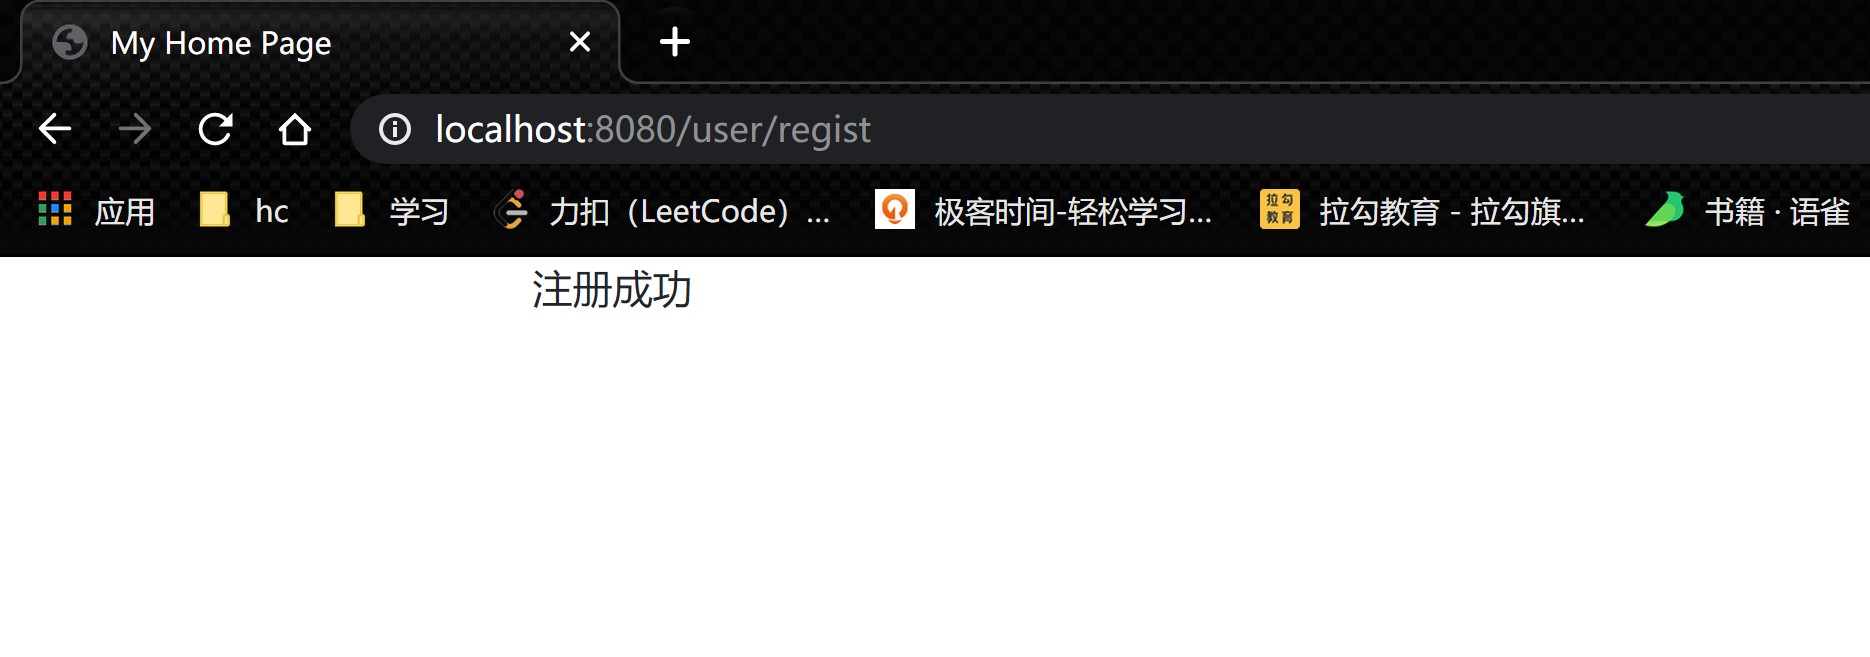 My Home Page
localhost:8080/user/regist
应用 hc 学习 力扣（LeetCode）... 极客时间-轻松学习... 拉勾教育 拉勾教育 - 拉勾旗... 书籍 · 语雀
注册成功